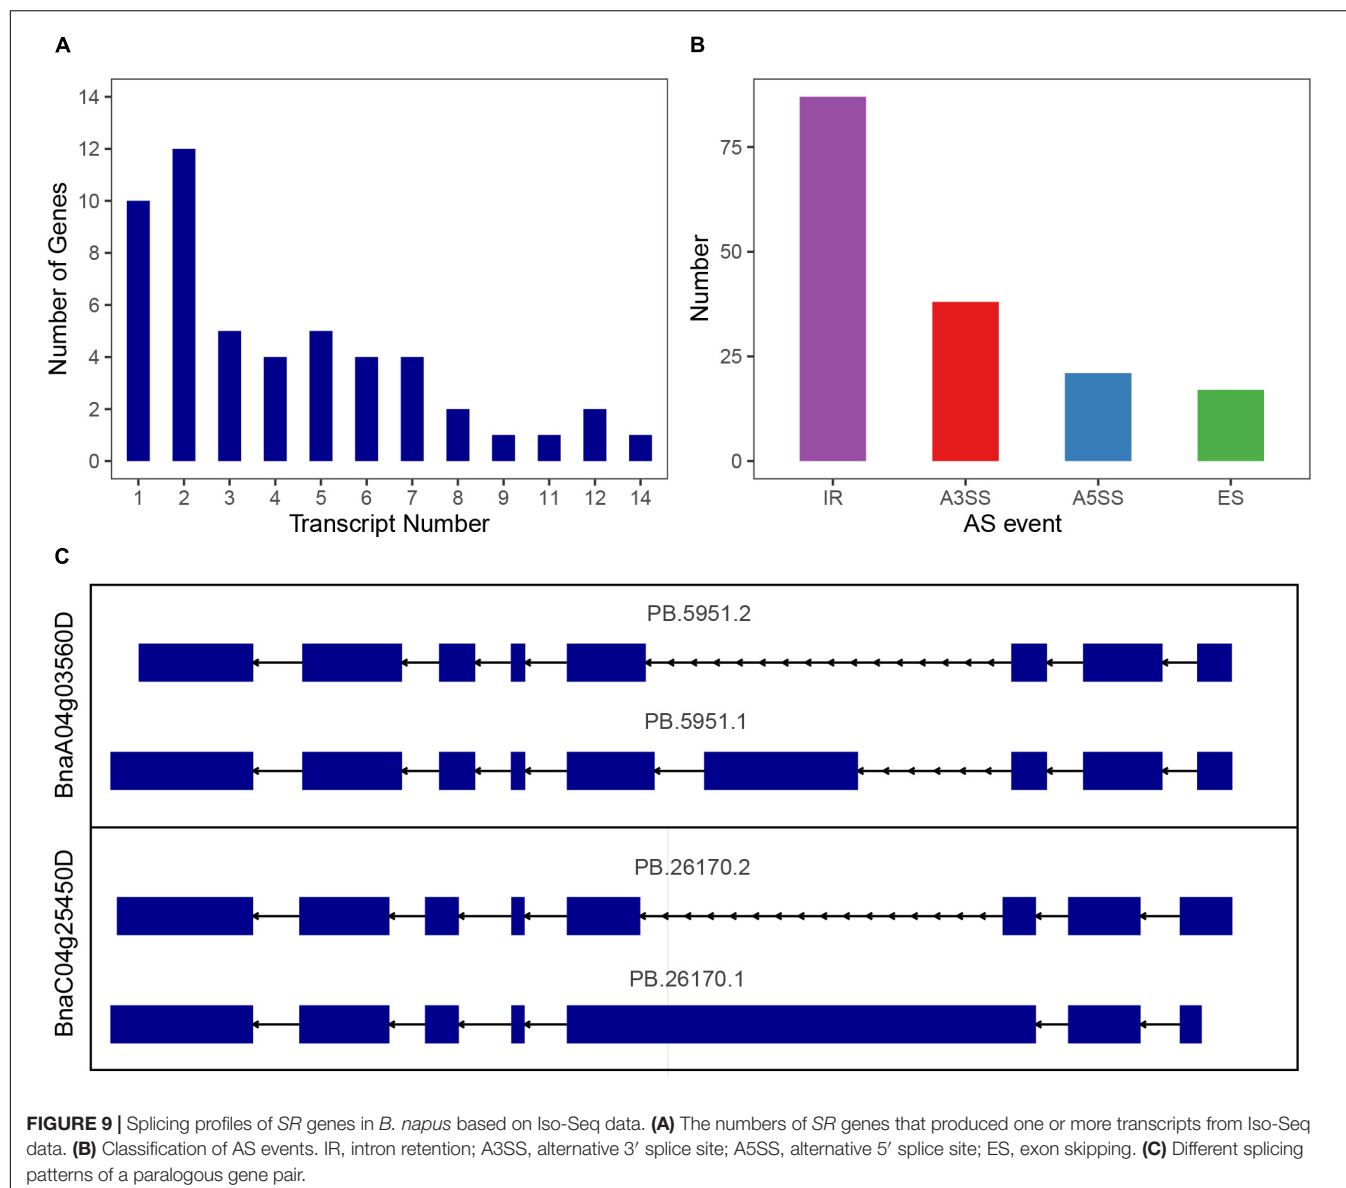 A
B
14
12
10
8
6
4
2
0
Number of Genes
1 2 3 4 5 6 7 8 9 11 12 14
Transcript Number
75
50
25
0
Number
IR A3SS A5SS ES
AS event
C
BnaA04g03560D
PB.5951.2
PB.5951.1
BnaC04g25450D
PB.26170.2
PB.26170.1
FIGURE 9 | Splicing profiles of SR genes in B. napus based on Iso-Seq data. (A) The numbers of SR genes that produced one or more transcripts from Iso-Seq
data. (B) Classification of AS events. IR, intron retention; A3SS, alternative 3′ splice site; A5SS, alternative 5′ splice site; ES, exon skipping. (C) Different splicing
patterns of a paralogous gene pair.